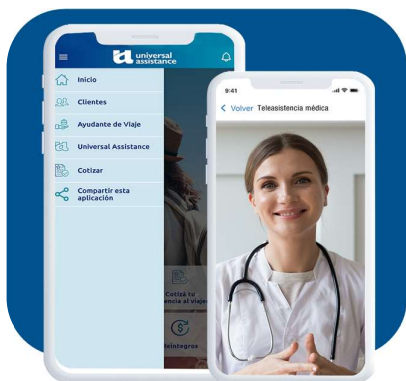 universal
assistance
Inicio
Clientes
Ayudante de Viaje
Universal Assistance
Cotizar
Compartir esta
aplicación
Cotizá tu
encia al viaje
Reintegros
9:41
Volver Teleasistencia médica